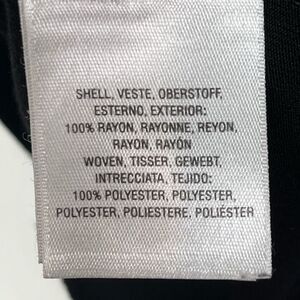 SHELL, VESTE, OBERSTOFF,
ESTERNO, EXTERIOR:
100% RAYON, RAYONNE, REYON,
RAYON, RAYÓN
WOVEN, TISSER, GEWEBT,
INTRECCIATA, TEJIDO:
100% POLYESTER, POLYESTER,
POLYESTER, POLIESTERE, POLIÉSTER